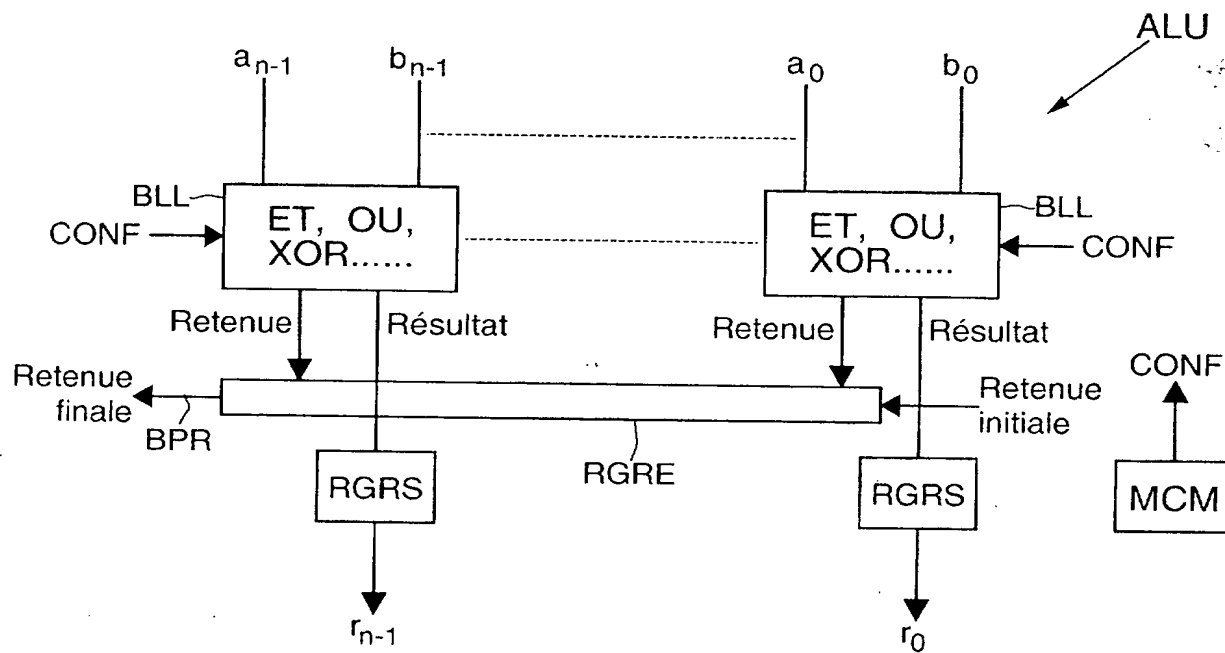 ALU
a_{n-1} b_{n-1} a_0 b_0
BLL BLL
ET, OU,
XOR......
ET, OU,
XOR......
CONF CONF
Retenue Résultat Retenue Résultat
Retenue
finale
BPR
Retenue
initiale
CONF
RGRE
RGRS RGRS
MCM
r_{n-1} r_0